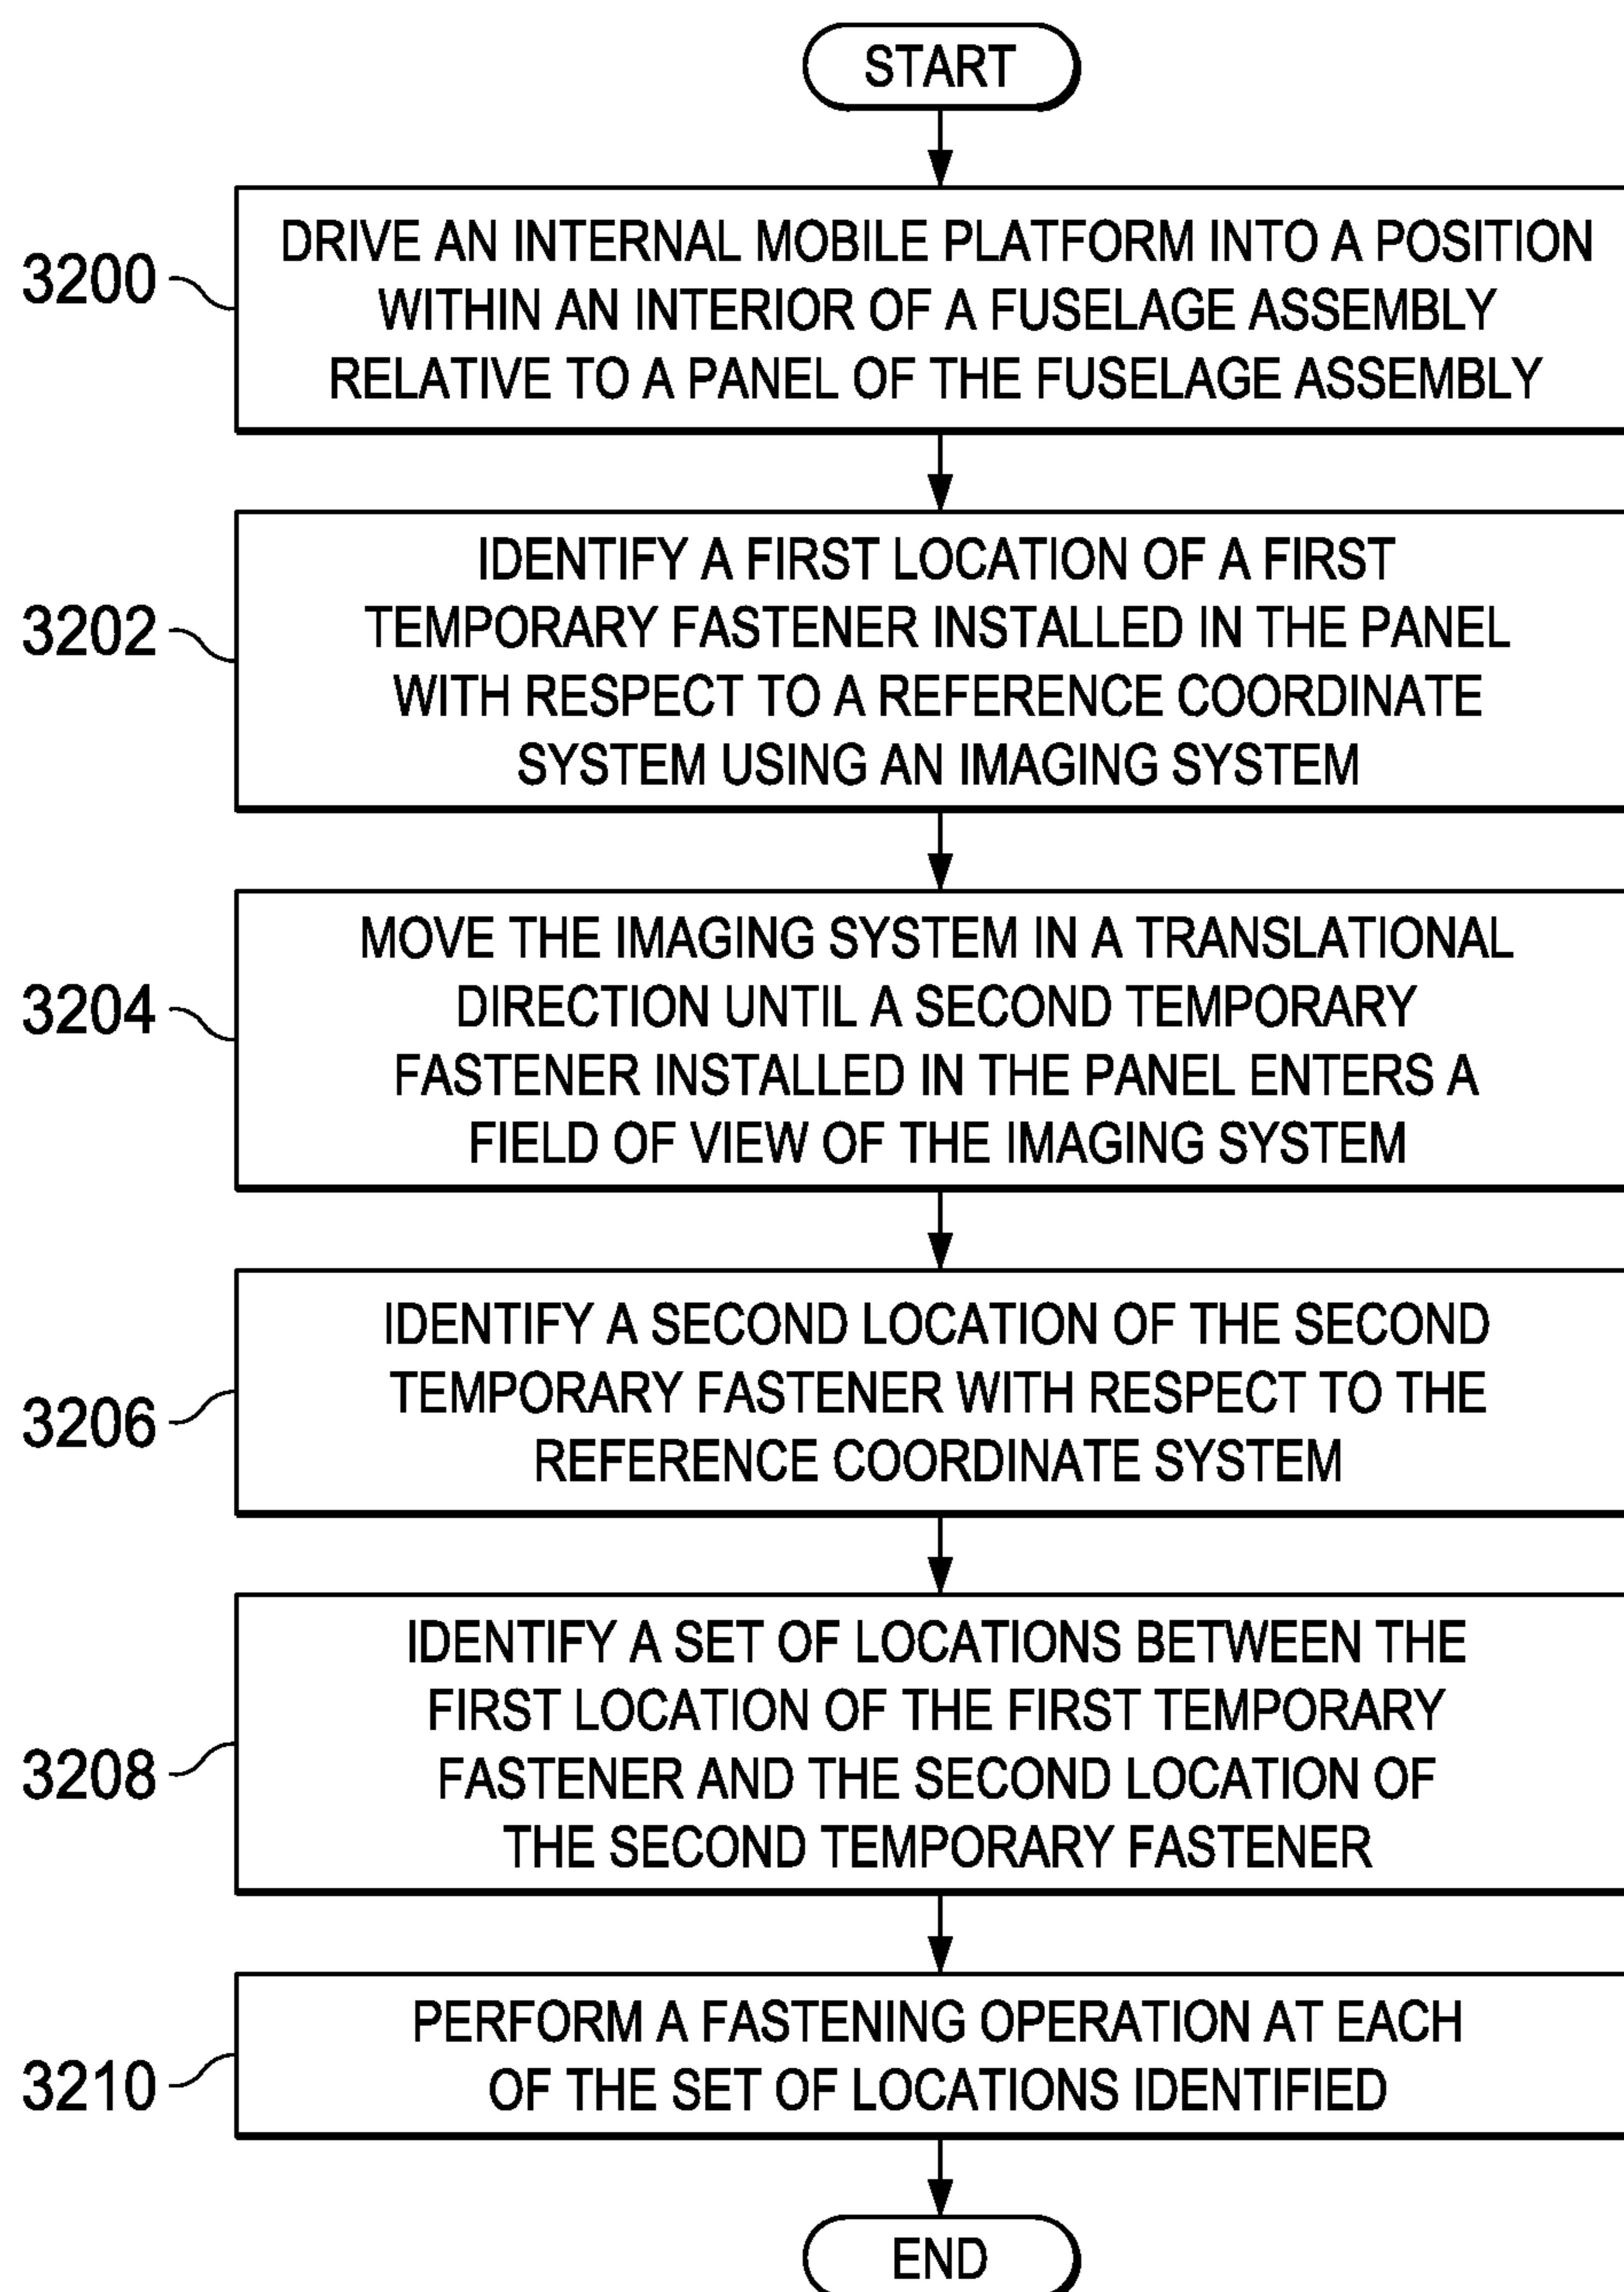 START
3200
DRIVE AN INTERNAL MOBILE PLATFORM INTO A POSITION
WITHIN AN INTERIOR OF A FUSELAGE ASSEMBLY
RELATIVE TO A PANEL OF THE FUSELAGE ASSEMBLY
3202
IDENTIFY A FIRST LOCATION OF A FIRST
TEMPORARY FASTENER INSTALLED IN THE PANEL
WITH RESPECT TO A REFERENCE COORDINATE
SYSTEM USING AN IMAGING SYSTEM
3204
MOVE THE IMAGING SYSTEM IN A TRANSLATIONAL
DIRECTION UNTIL A SECOND TEMPORARY
FASTENER INSTALLED IN THE PANEL ENTERS A
FIELD OF VIEW OF THE IMAGING SYSTEM
3206
IDENTIFY A SECOND LOCATION OF THE SECOND
TEMPORARY FASTENER WITH RESPECT TO THE
REFERENCE COORDINATE SYSTEM
3208
IDENTIFY A SET OF LOCATIONS BETWEEN THE
FIRST LOCATION OF THE FIRST TEMPORARY
FASTENER AND THE SECOND LOCATION OF
THE SECOND TEMPORARY FASTENER
3210
PERFORM A FASTENING OPERATION AT EACH
OF THE SET OF LOCATIONS IDENTIFIED
END